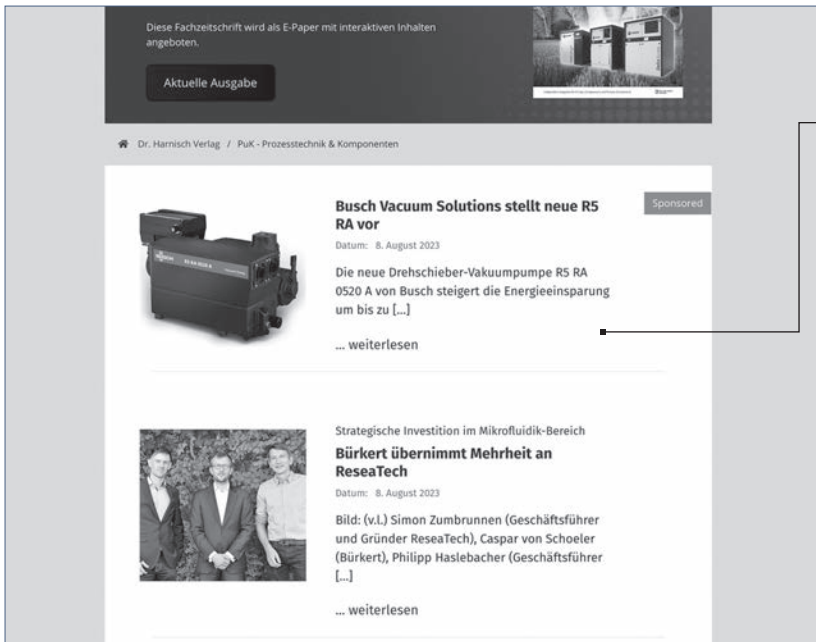 Diese Fachzeitschrift wird als E-Paper mit interaktiven Inhalten
angeboten.
Aktuelle Ausgabe
Dr. Harnisch Verlag / PuK - Prozesstechnik & Komponenten
Sponsored
Busch Vacuum Solutions stellt neue R5
RA vor
Datum: 8. August 2023
Die neue Drehschieber-Vakuumpumpe R5 RA
0520 A von Busch steigert die Energieeinsparung
um bis zu [...]
... weiterlesen
Strategische Investition im Mikrofluidik-Bereich
Bürkert übernimmt Mehrheit an
ReseaTech
Datum: 8. August 2023
Bild: (v.l.) Simon Zumbrunnen (Geschäftsführer
und Gründer ReseaTech), Caspar von Schoeler
(Bürkert), Philipp Haslebacher (Geschäftsführer
[...]
... weiterlesen